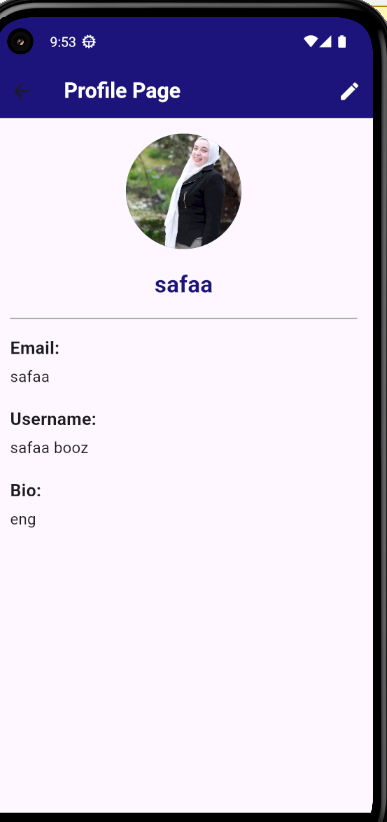 9:53
Profile Page
safaa
Email:
safaa
Username:
safaa booz
Bio:
eng